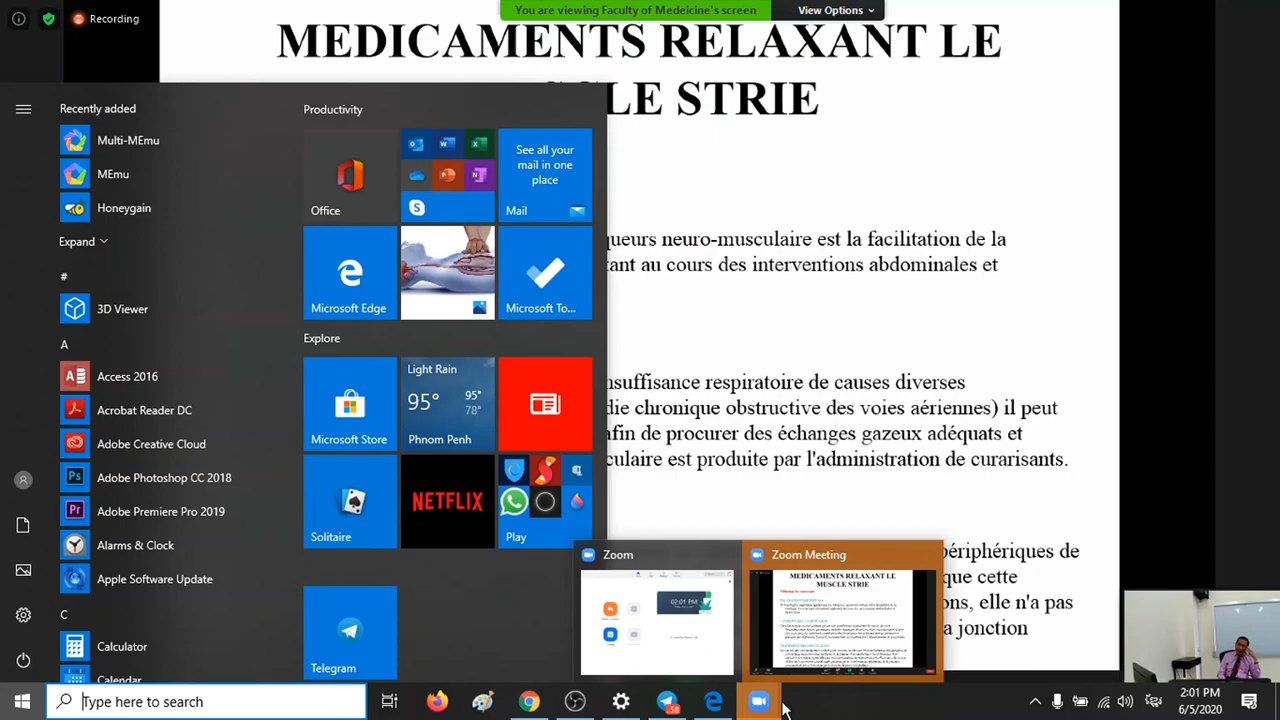 Recording
You are viewing Faculty of Medeicine's screen
View Options
MEDICAMENTS RELAXANT LE
LE STRIE
queurs neuro-musculaire est la facilitation de la
tant au cours des interventions abdominales et
nsuffisance respiratoire de causes diverses
die chronique obstructive des voies aériennes) il peut
afin de procurer des échanges gazeux adéquats et
culaire est produite par l'administration de curarisants.
périphériques de
que cette
ons, elle n'a pas
a jonction
Recently added
Multi-MEmu
MEmu
Honeygain
Expand
#
3D Viewer
A
Access 2016
Acrobat Reader DC
Adobe Creative Cloud
Adobe Photoshop CC 2018
Adobe Premiere Pro 2019
Alarms & Clock
Apple Software Update
C
Productivity
Office
See all your
mail in one
place
Mail
Microsoft Edge
Microsoft To...
Explore
Microsoft Store
Light Rain
95°
95°
78°
Phnom Penh
Solitaire
NETFLIX
Play
Telegram
Zoom
02:01 PM
Zoom Meeting
MEDICAMENTS RELAXANT LE
MUSCLE STRIE
Type here to search
58
2:01 PM
6/5/2020